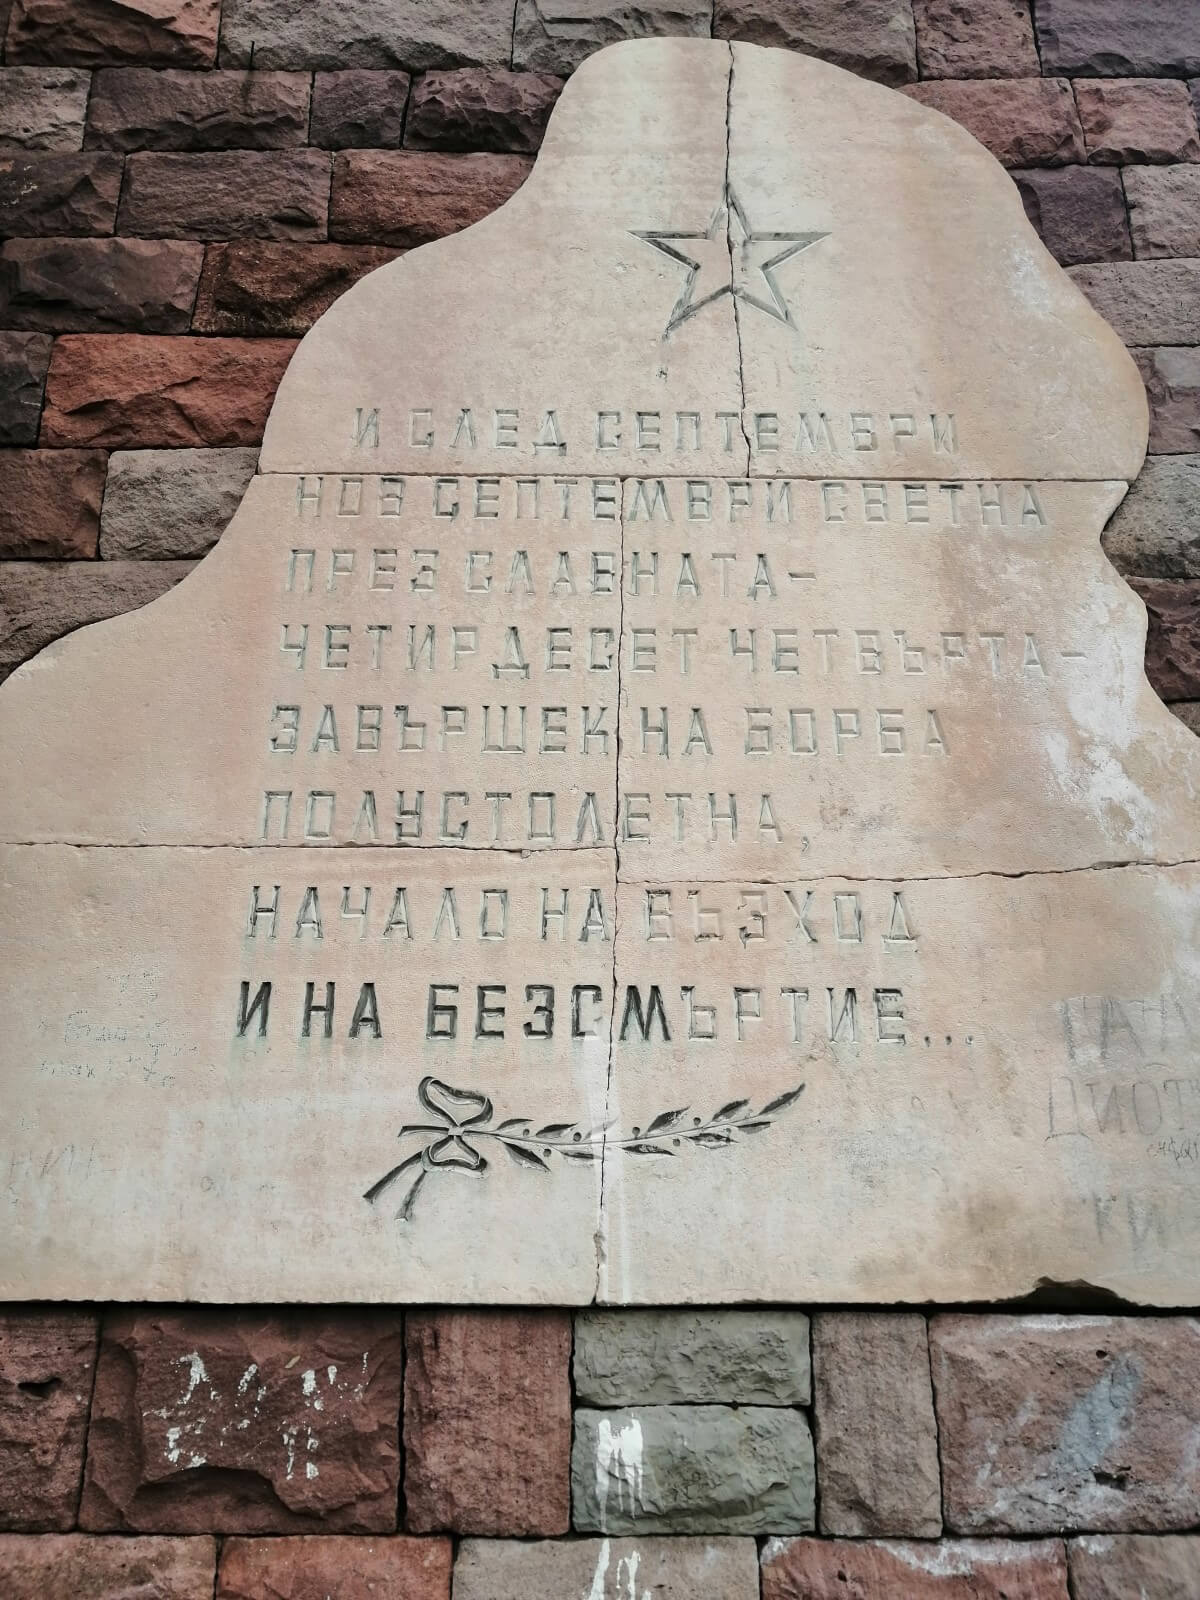 И СЛЕД СЕПТЕМВРИ
НОВ СЕПТЕМВРИ СВЕТНА
ПРЕЗ СЛАВНАТА-
ЧЕТИРДЕСЕТ ЧЕТВЪРТА-
ЗАВЪРШЕК НА БОРБА
ПОЛУСТОЛЕТНА,
НАЧАЛО НА ВЪЗХОД
И НА БЕЗСМЪРТИЕ...